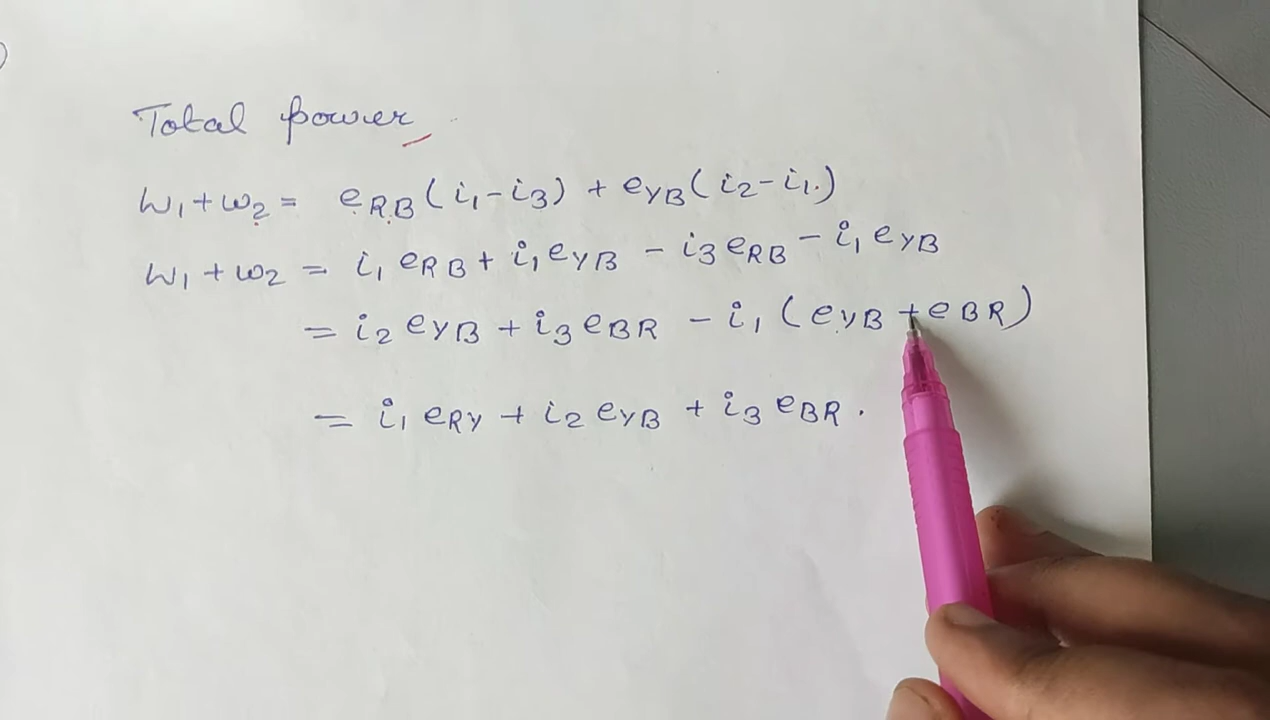 Total power
W₁+W₂ = eRB(i₁-i₃) + eYB(i₂-i₁.)
W₁+W₂ = i₁ eRB + i₁ eYB - i₃ eRB - i₁ eYB
= i₂ eYB + i₃ eBR - i₁ (eYB + eBR)
= i₁ eRY + i₂ eYB + i₃ eBR.